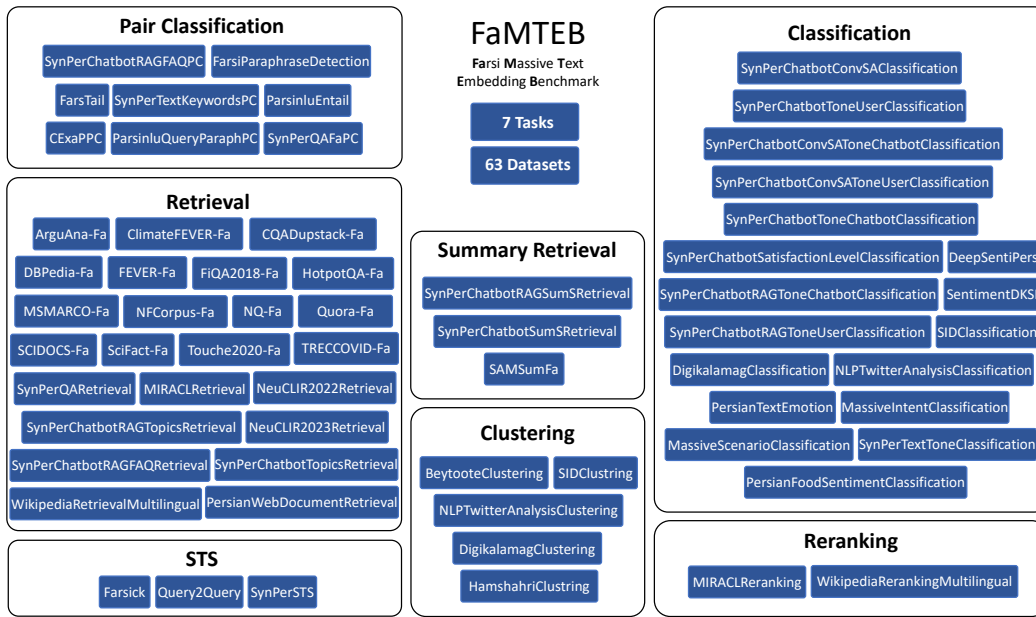 Pair Classification
SynPerChatbotRAGFAQPC FarsiParaphraseDetection
FarsTail SynPerTextKeywordsPC ParsinluEntail
CExaPPC ParsinluQueryParaphPC SynPerQAFaPC
FaMTEB
Farsi Massive Text
Embedding Benchmark
7 Tasks
63 Datasets
Classification
SynPerChatbotConvSAClassification
SynPerChatbotToneUserClassification
SynPerChatbotConvSAToneChatbotClassification
SynPerChatbotConvSAToneUserClassification
SynPerChatbotToneChatbotClassification
SynPerChatbotSatisfactionLevelClassification DeepSentiPers
SynPerChatbotRAGToneChatbotClassification SentimentDKSF
SynPerChatbotRAGToneUserClassification SIDClassification
DigikalamagClassification NLPTwitterAnalysisClassification
PersianTextEmotion MassiveIntentClassification
MassiveScenarioClassification SynPerTextToneClassification
PersianFoodSentimentClassification
Retrieval
ArguAna-Fa ClimateFEVER-Fa CQADupstack-Fa
DBPedia-Fa FEVER-Fa FiQA2018-Fa HotpotQA-Fa
MSMARCO-Fa NFCorpus-Fa NQ-Fa Quora-Fa
SCIDOCS-Fa SciFact-Fa Touche2020-Fa TRECCOVID-Fa
SynPerQARetrieval MIRACLRetrieval NeuCLIR2022Retrieval
SynPerChatbotRAGTopicsRetrieval NeuCLIR2023Retrieval
SynPerChatbotRAGFAQRetrieval SynPerChatbotTopicsRetrieval
WikipediaRetrievalMultilingual PersianWebDocumentRetrieval
Summary Retrieval
SynPerChatbotRAGSumSRetrieval
SynPerChatbotSumSRetrieval
SAMSumFa
Clustering
BeytooteClustering SIDClustring
NLPTwitterAnalysisClustering
DigikalamagClustering
HamshahriClustring
STS
Farsick Query2Query SynPerSTS
Reranking
MIRACLReranking WikipediaRerankingMultilingual